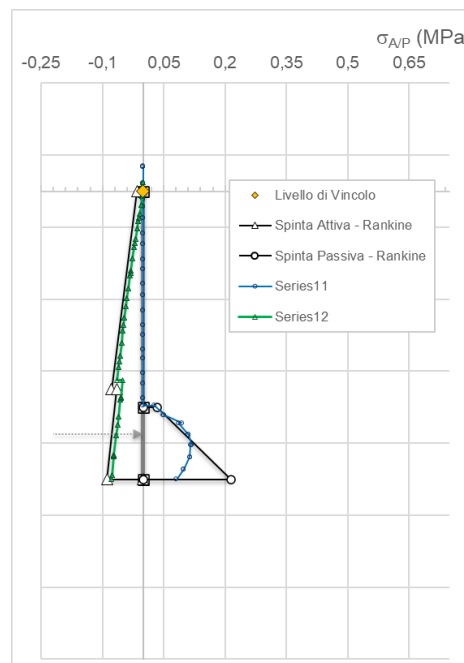 σA/P (MPa
-0,25 -0,1 0,05 0,2 0,35 0,5 0,65
Livello di Vincolo
Spinta Attiva - Rankine
Spinta Passiva - Rankine
Series11
Series12